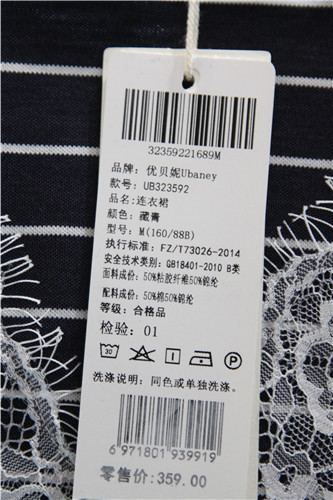 32359221689M
品牌: 优贝妮Ubaney
款号: UB323592
品名: 连衣裙
颜色: 藏青
型号: M(160/88B)
执行标准: FZ/T73026-2014
安全技术类别: GB18401-2010 B类
面料成份: 50%粘胶纤维50%锦纶
配料成份: 50%棉50%锦纶
等级: 合格品
检验: 01
30
P
洗涤说明: 同色或单独洗涤。
6971801939919
零售价:359.00